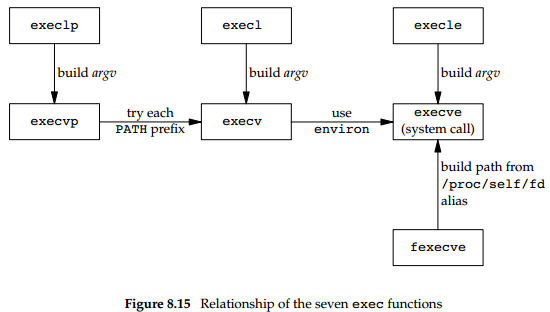 execlp
execl
execle
build argv
build argv
build argv
execvp
try each
PATH prefix
execv
use
environ
execve
(system call)
build path from
/proc/self/fd
alias
fexecve
Figure 8.15 Relationship of the seven exec functions